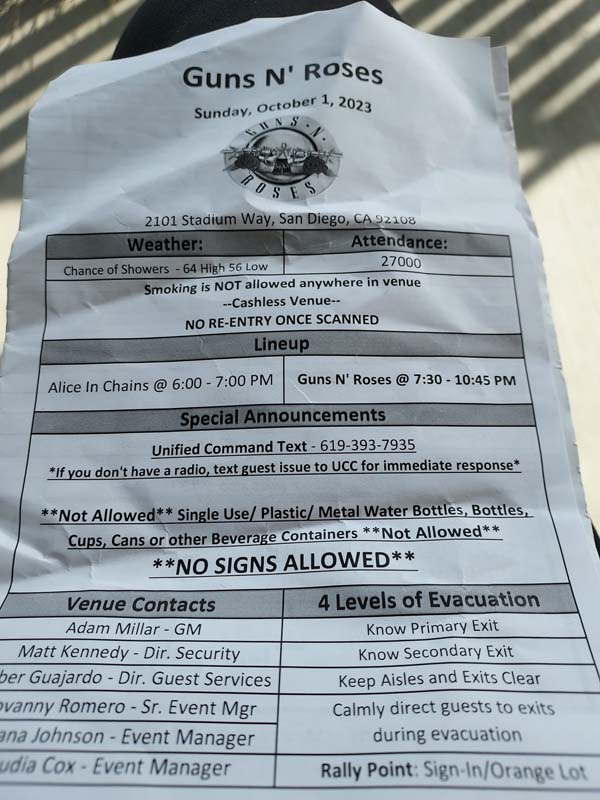 Guns N' Roses
Sunday, October 1, 2023
GUNS N'
ROSES
2101 Stadium Way, San Diego, CA 92108
Weather: Attendance:
Chance of Showers - 64 High 56 Low 27000
Smoking is NOT allowed anywhere in venue
--Cashless Venue--
NO RE-ENTRY ONCE SCANNED
Lineup
Alice In Chains @ 6:00 - 7:00 PM Guns N' Roses @ 7:30 - 10:45 PM
Special Announcements
Unified Command Text - 619-393-7935
*If you don't have a radio, text guest issue to UCC for immediate response*
**Not Allowed** Single Use/ Plastic/ Metal Water Bottles, Bottles,
Cups, Cans or other Beverage Containers **Not Allowed**
**NO SIGNS ALLOWED**
Venue Contacts 4 Levels of Evacuation
Adam Millar - GM Know Primary Exit
Matt Kennedy - Dir. Security Know Secondary Exit
ber Guajardo - Dir. Guest Services Keep Aisles and Exits Clear
ovanny Romero - Sr. Event Mgr Calmly direct guests to exits
ana Johnson - Event Manager during evacuation
udia Cox - Event Manager Rally Point: Sign-In/Orange Lot